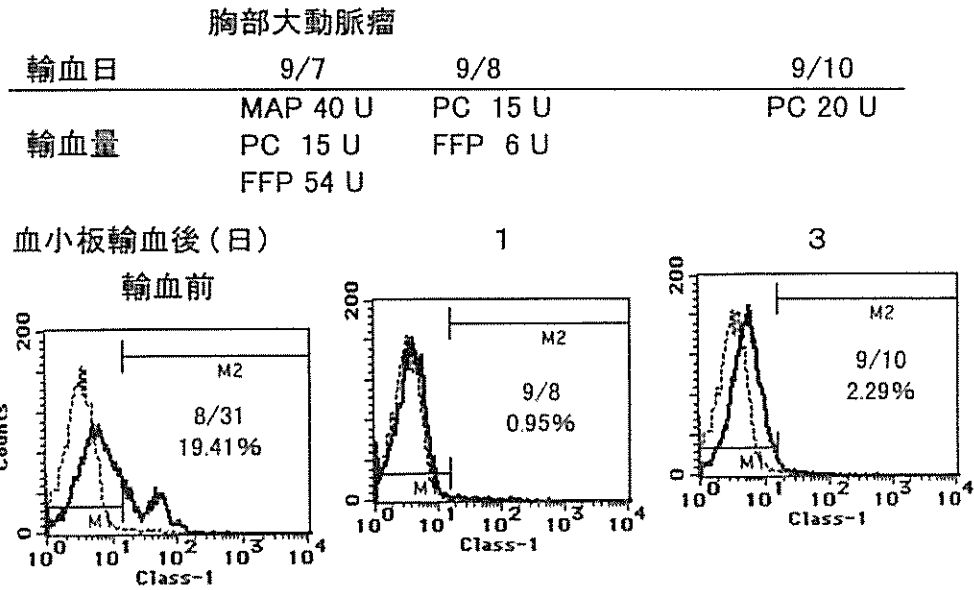 胸部大動脈瘤
輸血日 9/7 9/8 9/10
輸血量 MAP 40 U PC 15 U PC 20 U
PC 15 U FFP 6 U
FFP 54 U
血小板輸血後(日) 1 3
輸血前
200 M2 8/31 19.41% M1 0 Counts
10^0 10^1 10^2 10^3 10^4
Class-1
200 M2 9/8 0.95% M1 0
10^0 10^1 10^2 10^3 10^4
Class-1
200 M2 9/10 2.29% M1 0
10^0 10^1 10^2 10^3 10^4
Class-1